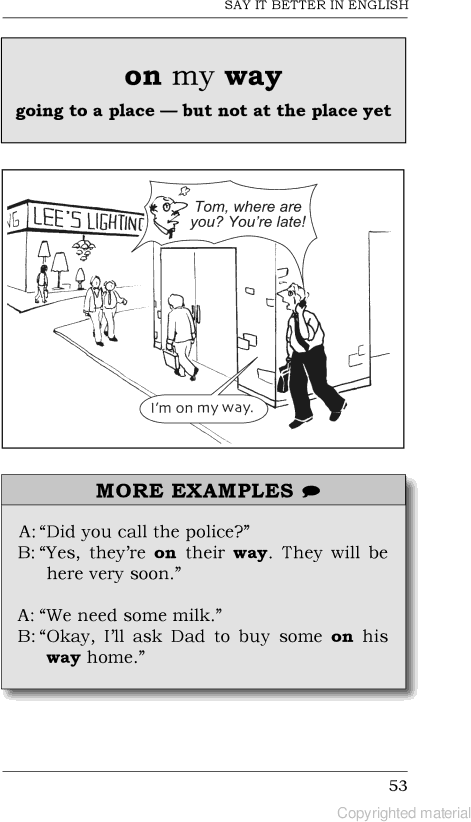 SAY IT BETTER IN ENGLISH
on my way
going to a place — but not at the place yet
LEE'S LIGHTING
Tom, where are
you? You're late!
I'm on my way.
MORE EXAMPLES
A: “Did you call the police?”
B: “Yes, they're on their way. They will be
here very soon.”
A: “We need some milk.”
B: “Okay, I'll ask Dad to buy some on his
way home.”
53
Copyrighted material